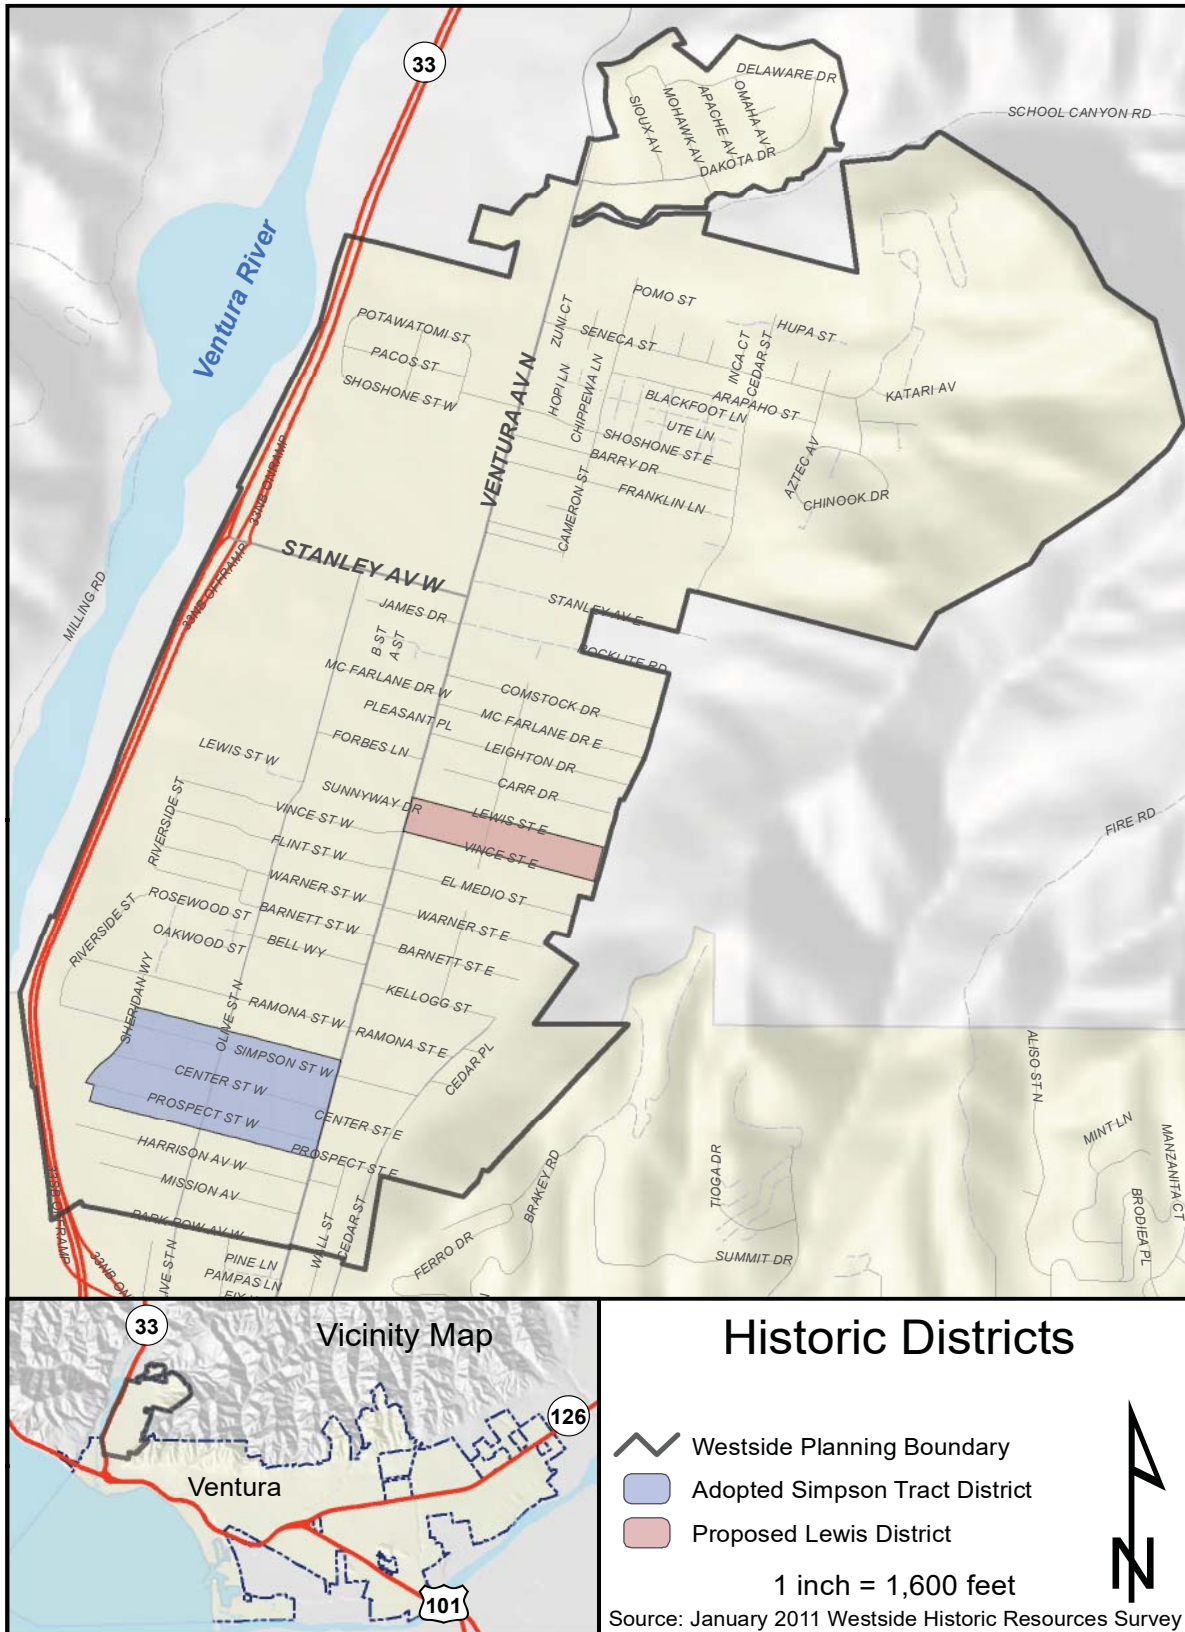 33
DELAWARE DR
SCHOOL CANYON RD
SIOUX AV
MOHAWK AV
APACHE AV
OMAHA AV
DAKOTA DR
Ventura River
POMO ST
ZUNI CT
HUPA ST
POTAWATOMI ST
SENECA ST
INCA CT
CEDAR ST
PACOS ST
HOPI LN
CHIPPEWA LN
KATARI AV
SHOSHONE ST W
VENTURA AV N
BLACKFOOT LN
ARAPAHO ST
UTE LN
SHOSHONE ST E
BARRY DR
AZTEC AV
33NB ONRAMP
CAMERON ST
FRANKLIN LN
CHINOOK DR
STANLEY AV W
33NB OFFRAMP
MILLING RD
JAMES DR
STANLEY AV E
B ST
A ST
ROCKLITE RD
MC FARLANE DR W
COMSTOCK DR
PLEASANT PL
MC FARLANE DR E
FORBES LN
LEIGHTON DR
LEWIS ST W
CARR DR
SUNNYWAY DR
LEWIS ST E
RIVERSIDE ST
VINCE ST W
FIRE RD
FLINT ST W
VINCE ST E
WARNER ST W
EL MEDIO ST
ROSEWOOD ST
BARNETT ST W
WARNER ST E
RIVERSIDE ST
OAKWOOD ST
BELL WY
BARNETT ST E
SHERIDAN WY
KELLOGG ST
OLIVE ST N
RAMONA ST W
RAMONA ST E
SIMPSON ST W
CEDAR PL
ALISO ST N
CENTER ST W
PROSPECT ST W
CENTER ST E
MINT LN
MANZANITA CT
HARRISON AV W
PROSPECT ST E
TIOGA DR
BRAKEY RD
MISSION AV
BRODIEA PL
PARK ROW AV W
WALL ST
CEDAR ST
FERRO DR
SUMMIT DR
PINE LN
PAMPAS LN
33
Vicinity Map
126
Ventura
101
Historic Districts
Westside Planning Boundary
Adopted Simpson Tract District
Proposed Lewis District
N
1 inch = 1,600 feet
Source: January 2011 Westside Historic Resources Survey